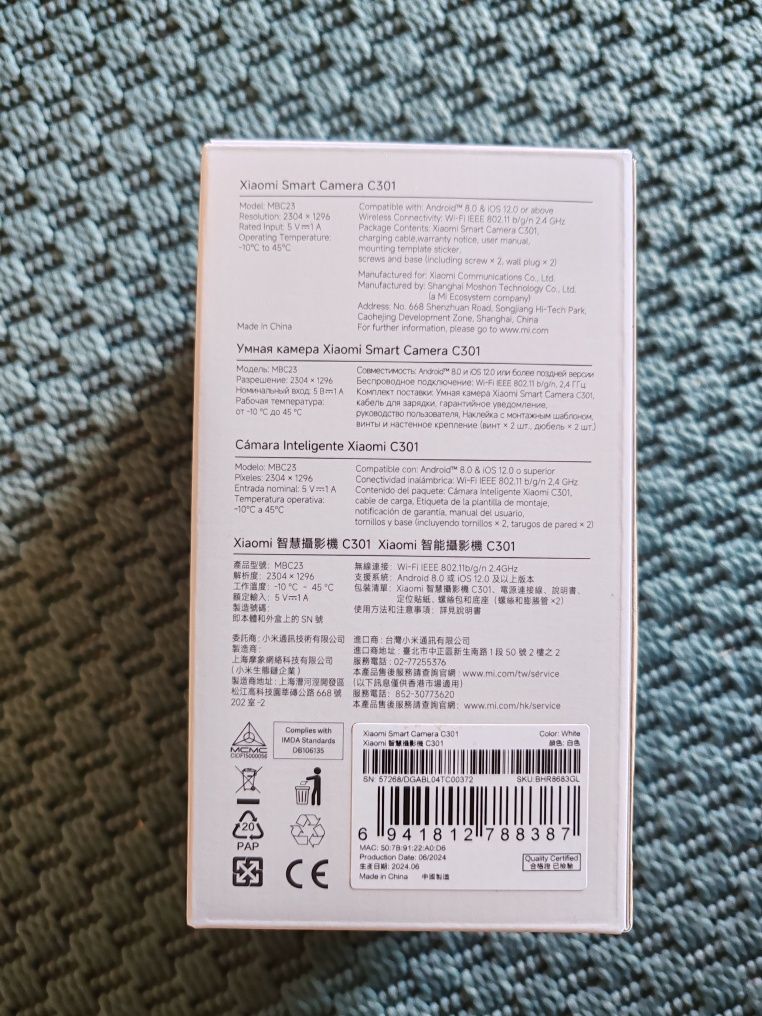 Xiaomi Smart Camera C301
Model: MBC23
Resolution: 2304 × 1296
Rated Input: 5 V⎓1 A
Operating Temperature:
-10°C to 45°C
Made in China
Compatible with: Android™ 8.0 & iOS 12.0 or above
Wireless Connectivity: Wi-Fi IEEE 802.11 b/g/n 2.4 GHz
Package Contents: Xiaomi Smart Camera C301,
charging cable,warranty notice, user manual,
mounting template sticker,
screws and base (including screw × 2, wall plug × 2)
Manufactured for: Xiaomi Communications Co., Ltd.
Manufactured by: Shanghai Moshon Technology Co., Ltd.
(a Mi Ecosystem company)
Address: No. 668 Shenzhuan Road, Songjiang Hi-Tech Park,
Caohejing Development Zone, Shanghai, China
For further information, please go to www.mi.com
Умная камера Xiaomi Smart Camera C301
Модель: MBC23
Разрешение: 2304 × 1296
Номинальный вход: 5 В⎓1 А
Рабочая температура:
от -10 °C до 45 °C
Совместимость: Android™ 8.0 и iOS 12.0 или более поздней версии
Беспроводное подключение: Wi-Fi IEEE 802.11 b/g/n, 2,4 ГГц
Комплект поставки: Умная камера Xiaomi Smart Camera C301,
кабель для зарядки, гарантийное уведомление,
руководство пользователя, Наклейка с монтажным шаблоном,
винты и настенное крепление (винт × 2 шт., дюбель × 2 шт.)
Cámara Inteligente Xiaomi C301
Modelo: MBC23
Píxeles: 2304 × 1296
Entrada nominal: 5 V⎓1 A
Temperatura operativa:
-10°C a 45°C
Compatible con: Android™ 8.0 & iOS 12.0 o superior
Conectividad inalámbrica: Wi-Fi IEEE 802.11 b/g/n 2,4 GHz
Contenido del paquete: Cámara Inteligente Xiaomi C301,
cable de carga, Etiqueta de la plantilla de montaje,
notificación de garantía, manual del usuario,
tornillos y base (incluyendo tornillos × 2, tarugos de pared × 2)
Xiaomi 智慧攝影機 C301 Xiaomi 智能攝影機 C301
產品型號: MBC23
解析度: 2304 × 1296
工作溫度: -10 °C - 45 °C
額定輸入: 5 V⎓1 A
製造號碼:
即本體和外盒上的 SN 號
無線連接: Wi-Fi IEEE 802.11b/g/n 2.4GHz
支援系統: Android 8.0 或 iOS 12.0 及以上版本
包裝清單: Xiaomi 智慧攝影機 C301、電源連接線、說明書、
定位貼紙、螺絲包和底座 (螺絲和膨脹管 ×2)
使用方法和注意事項: 詳見說明書
委託商: 小米通訊技術有限公司
製造商:
上海摩象網絡科技有限公司
(小米生態鏈企業)
製造商地址: 上海漕河涇開發區
松江高科技園莘磚公路 668 號
202 室 -2
進口商: 台灣小米通訊有限公司
進口商地址: 臺北市中正區新生南路 1 段 50 號 2 樓之 2
服務電話: 02-77255376
本產品售後服務請查詢官網: www.mi.com/tw/service
(以下訊息僅供香港市場適用)
服務電話: 852-30773620
本產品售後服務請查詢官網: www.mi.com/hk/service
MCMC
CIDF15000056
Complies with
IMDA Standards
DB106135
20
PAP
CE
Xiaomi Smart Camera C301
Color: White
Xiaomi 智慧攝影機 C301
顏色: 白色
SN: 57268/DGABL04TC00372
SKU: BHR8683GL
6 941812 788387
MAC: 50:7B:91:22:A0:D6
Production Date: 06/2024
生產日期: 2024.06
Made in China 中國製造
Quality Certified
合格證 已檢驗